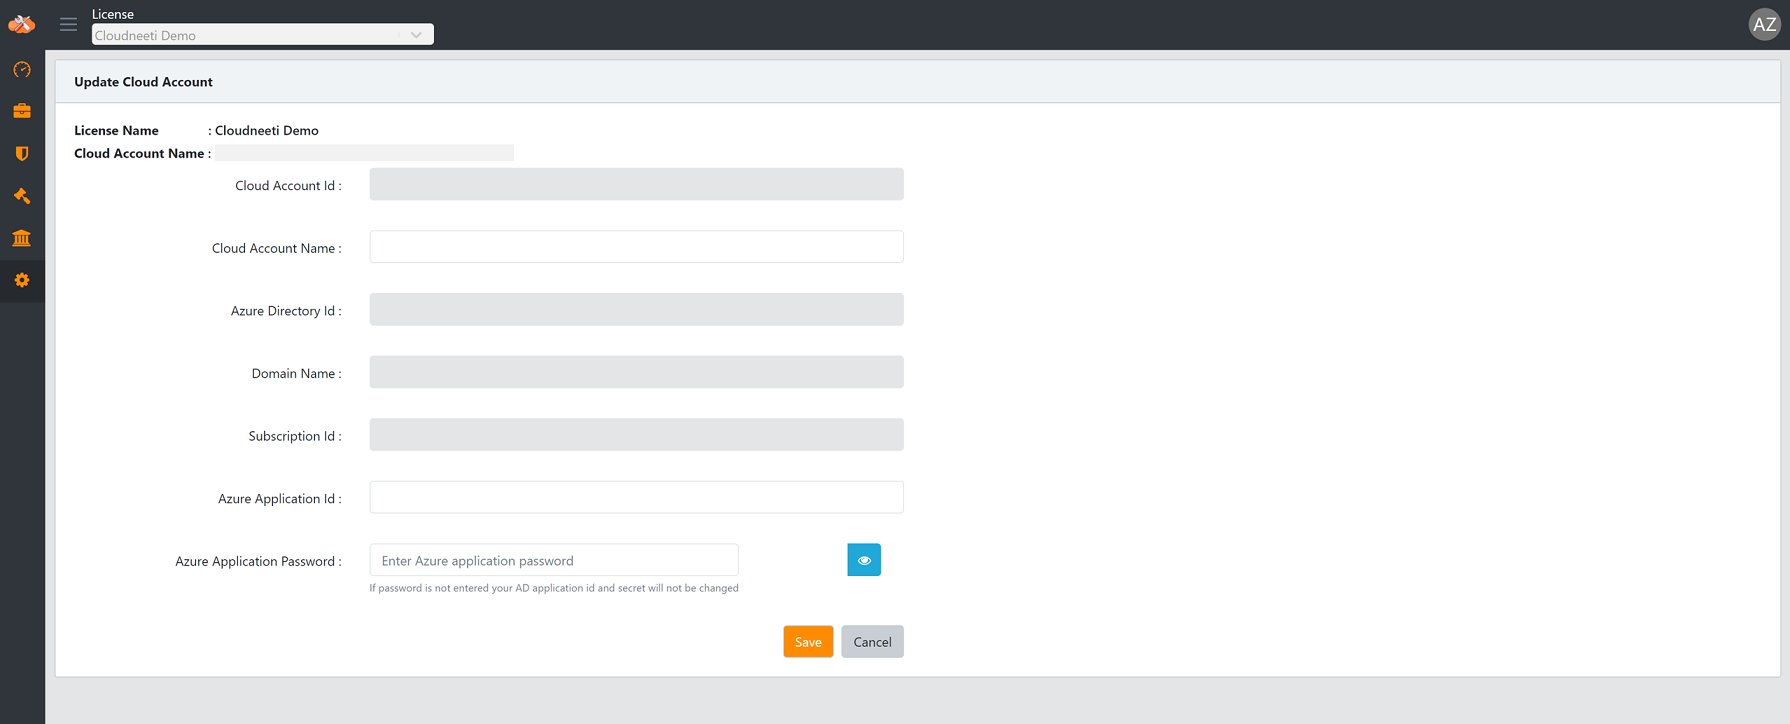 License
Cloudneeti Demo
AZ
Update Cloud Account
License Name : Cloudneeti Demo
Cloud Account Name :
Cloud Account Id :
Cloud Account Name :
Azure Directory Id :
Domain Name :
Subscription Id :
Azure Application Id :
Azure Application Password : Enter Azure application password
If password is not entered your AD application id and secret will not be changed
Save Cancel